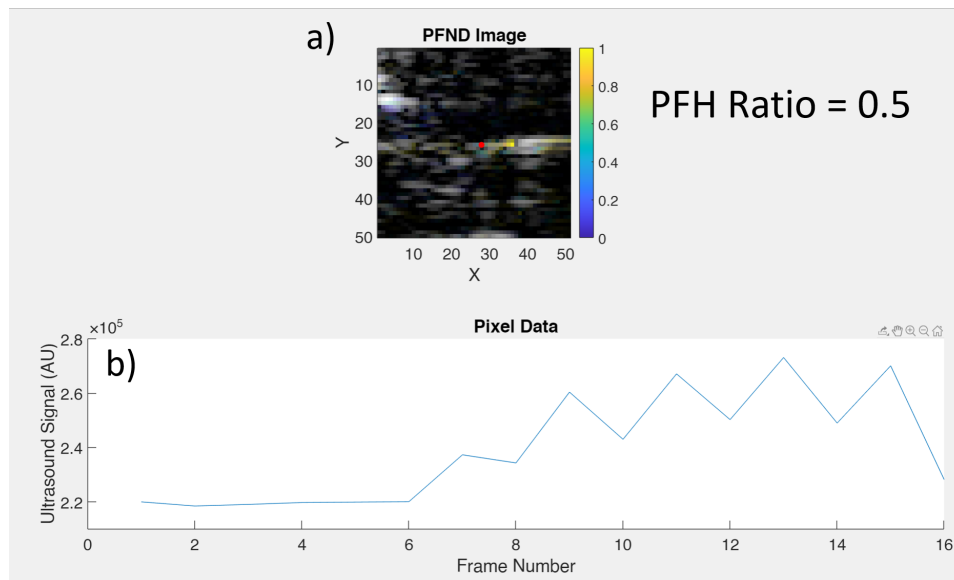 a)
PFND Image
PFH Ratio = 0.5
1
0.8
0.6
0.4
0.2
0
10
20
30
40
50
Y
10 20 30 40 50
X
Pixel Data
×10⁵
b)
2.8
2.6
2.4
2.2
Ultrasound Signal (AU)
0 2 4 6 8 10 12 14 16
Frame Number